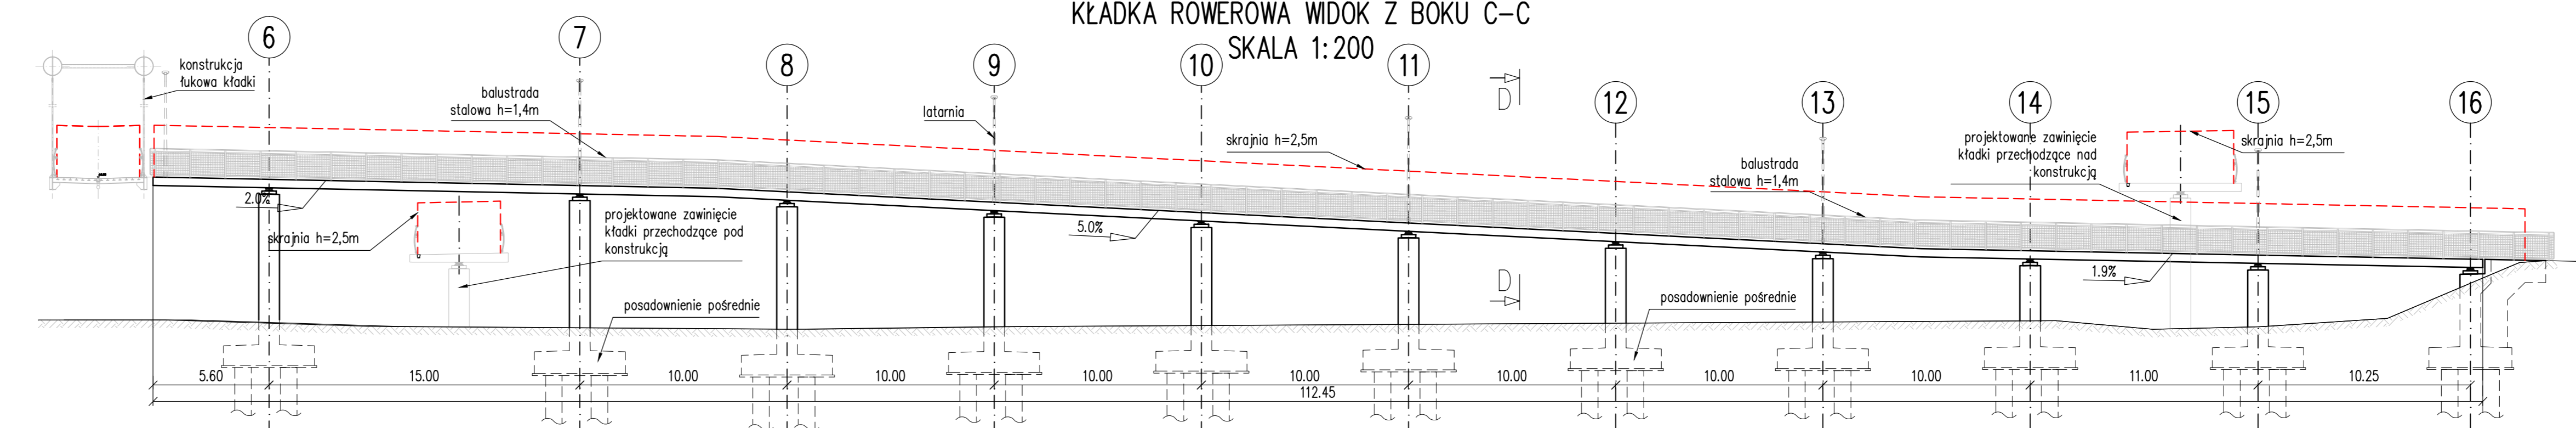 KŁADKA ROWEROWA WIDOK Z BOKU C-C
SKALA 1:200
6
7
8
9
10
11
12
13
14
15
16
konstrukcja
łukowa kładki
balustrada
stalowa h=1,4m
latarnia
D
skrajnia h=2,5m
projektowane zawinięcie
kładki przechodzące nad
konstrukcją
skrajnia h=2,5m
balustrada
stalowa h=1,4m
2.0%
skrajnia h=2,5m
projektowane zawinięcie
kładki przechodzące pod
konstrukcją
5.0%
D
1.9%
posadownienie pośrednie
posadownienie pośrednie
5.60
15.00
10.00
10.00
10.00
10.00
10.00
10.00
10.00
11.00
10.25
112.45